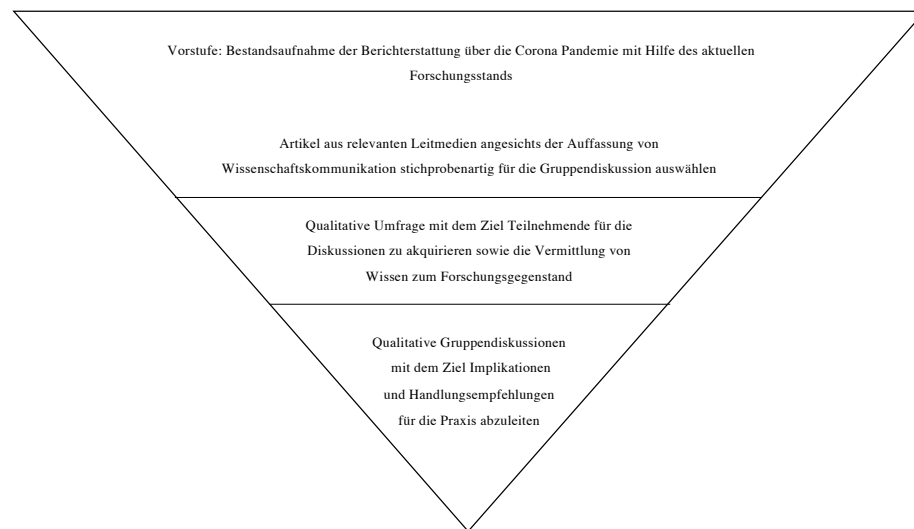 Vorstufe: Bestandsaufnahme der Berichterstattung über die Corona Pandemie mit Hilfe des aktuellen
Forschungsstands
Artikel aus relevanten Leitmedien angesichts der Auffassung von
Wissenschaftskommunikation stichprobenartig für die Gruppendiskussion auswählen
Qualitative Umfrage mit dem Ziel Teilnehmende für die
Diskussionen zu akquirieren sowie die Vermittlung von
Wissen zum Forschungsgegenstand
Qualitative Gruppendiskussionen
mit dem Ziel Implikationen
und Handlungsempfehlungen
für die Praxis abzuleiten